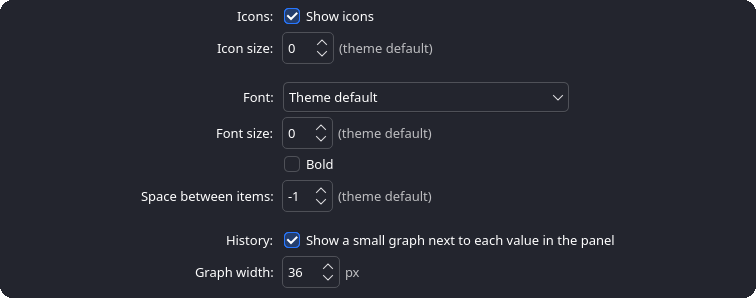 Icons: Show icons
Icon size: 0 (theme default)
Font: Theme default
Font size: 0 (theme default)
Bold
Space between items: -1 (theme default)
History: Show a small graph next to each value in the panel
Graph width: 36 px